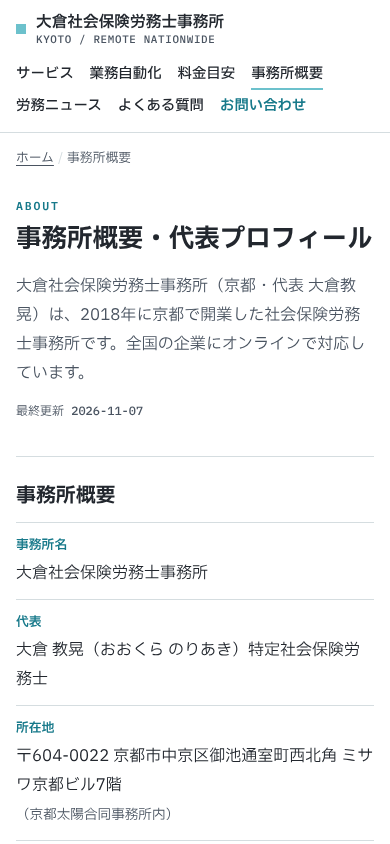 大倉社会保険労務士事務所
KYOTO / REMOTE NATIONWIDE
サービス 業務自動化 料金目安 事務所概要
労務ニュース よくある質問 お問い合わせ
ホーム / 事務所概要
ABOUT
事務所概要・代表プロフィール
大倉社会保険労務士事務所（京都・代表 大倉教
晃）は、2018年に京都で開業した社会保険労務
士事務所です。全国の企業にオンラインで対応し
ています。
最終更新 2026-11-07
事務所概要
事務所名
大倉社会保険労務士事務所
代表
大倉 教晃（おおくら のりあき）特定社会保険労
務士
所在地
〒604-0022 京都市中京区御池通室町西北角 ミサ
ワ京都ビル7階
（京都太陽合同事務所内）